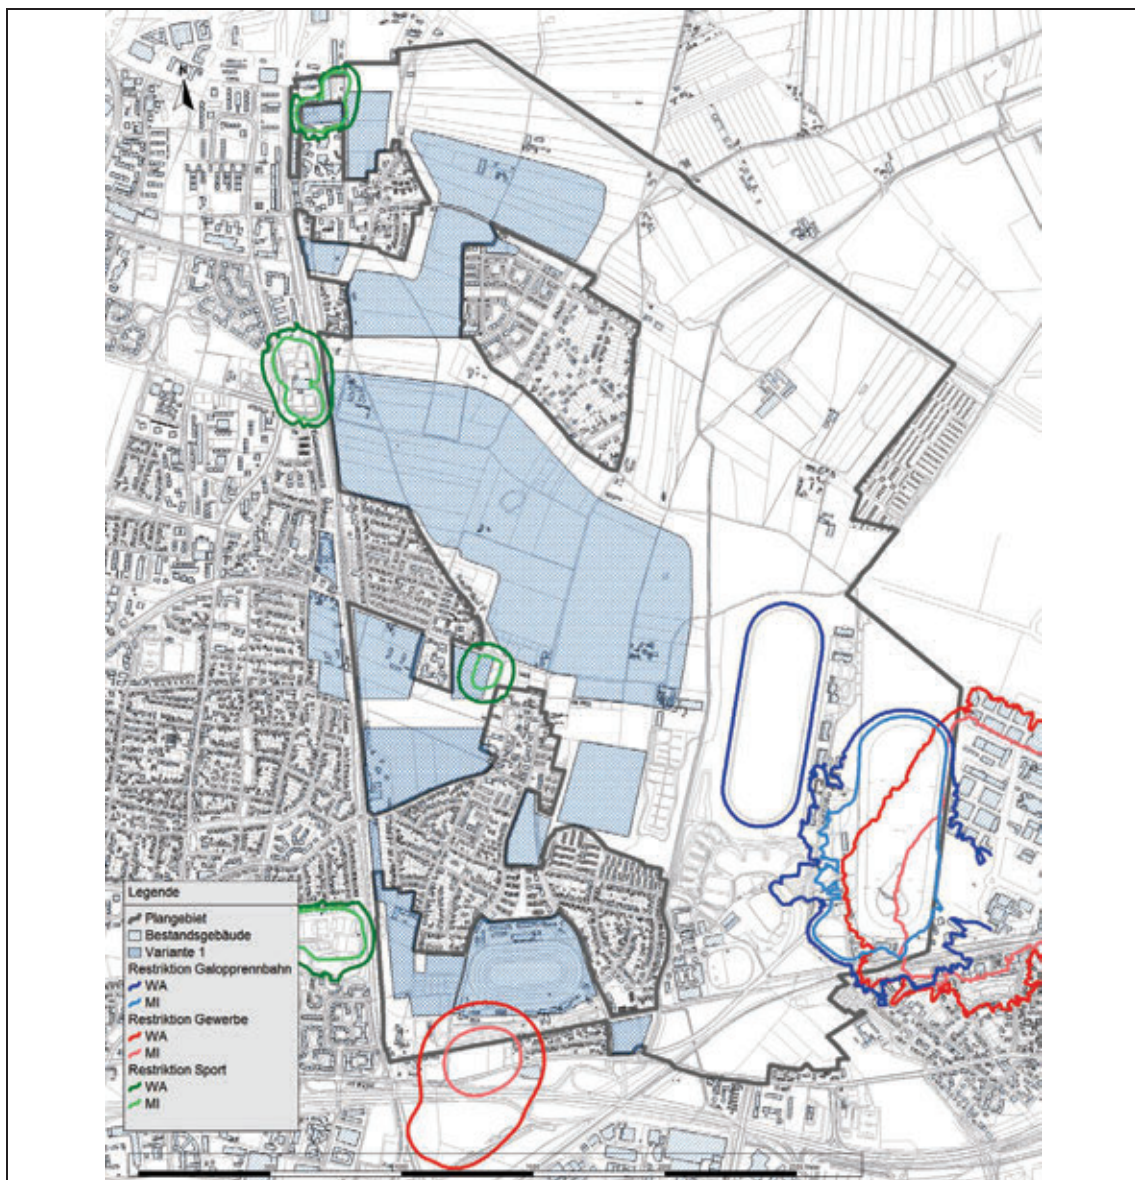 N
Legende
Plangebiet
Bestandsgebäude
Variante 1
Restriktion Galopprennbahn
WA
MI
Restriktion Gewerbe
WA
MI
Restriktion Sport
WA
MI